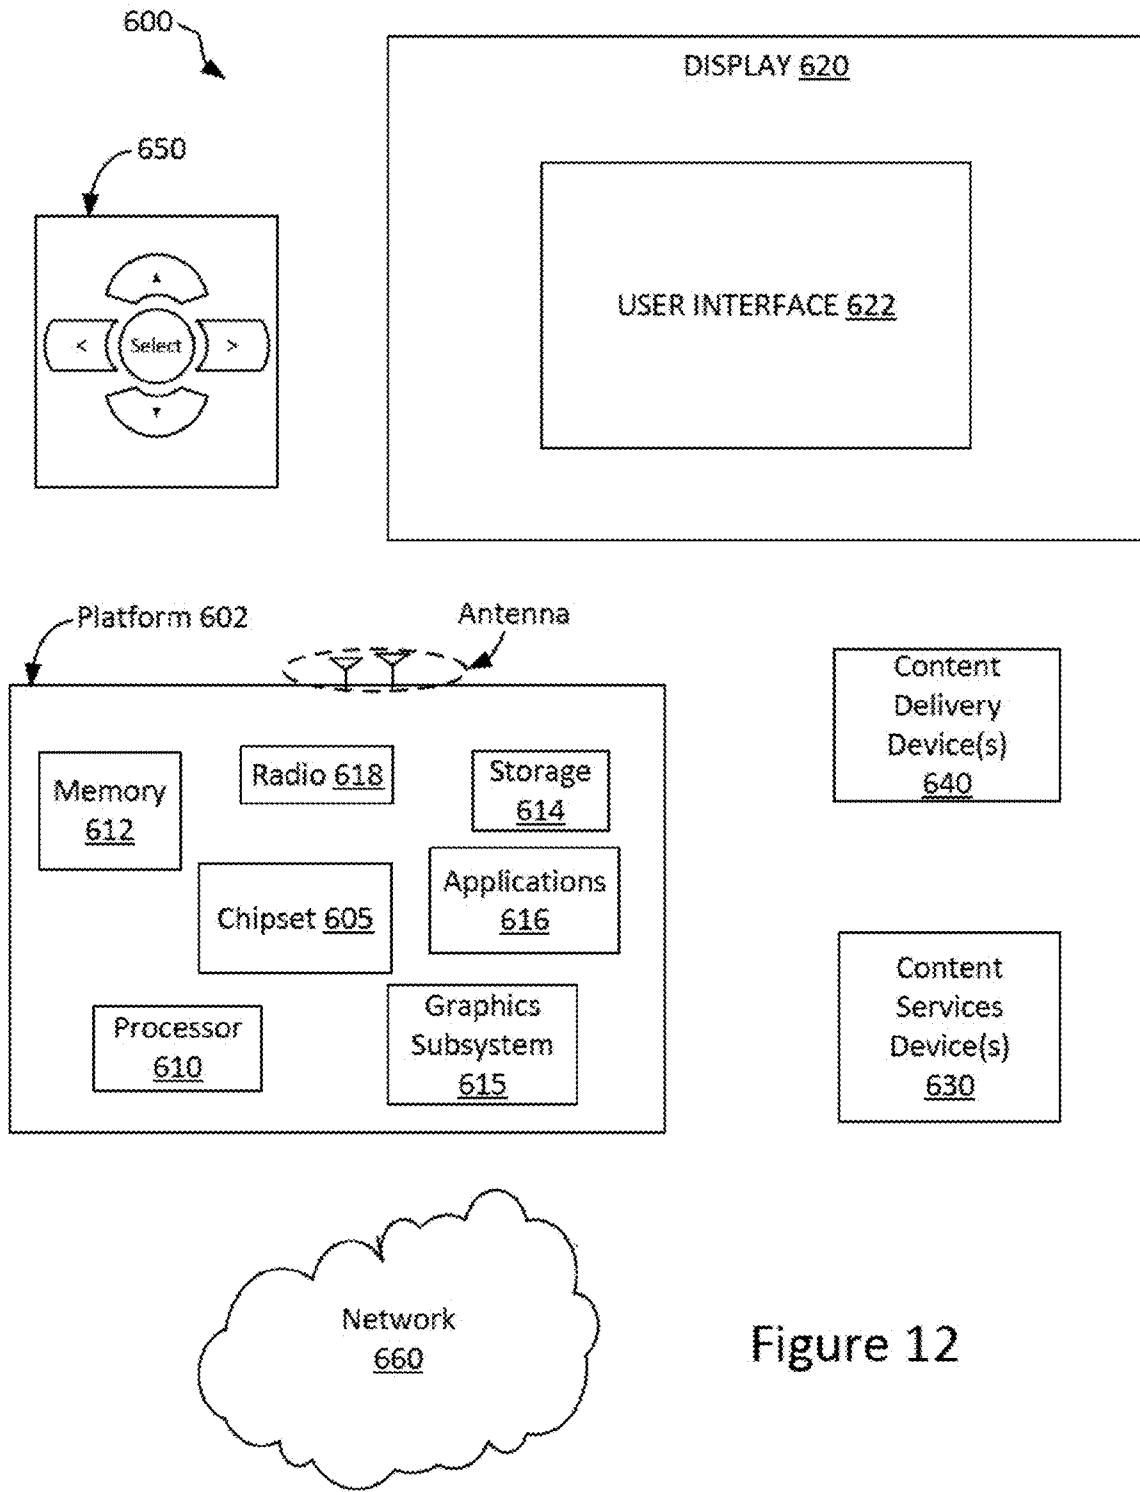 600
DISPLAY 620
650
USER INTERFACE 622
Select
<
>
Platform 602
Antenna
Content
Delivery
Device(s)
640
Memory
612
Radio 618
Storage
614
Applications
616
Chipset 605
Content
Services
Device(s)
630
Processor
610
Graphics
Subsystem
615
Network
660
Figure 12